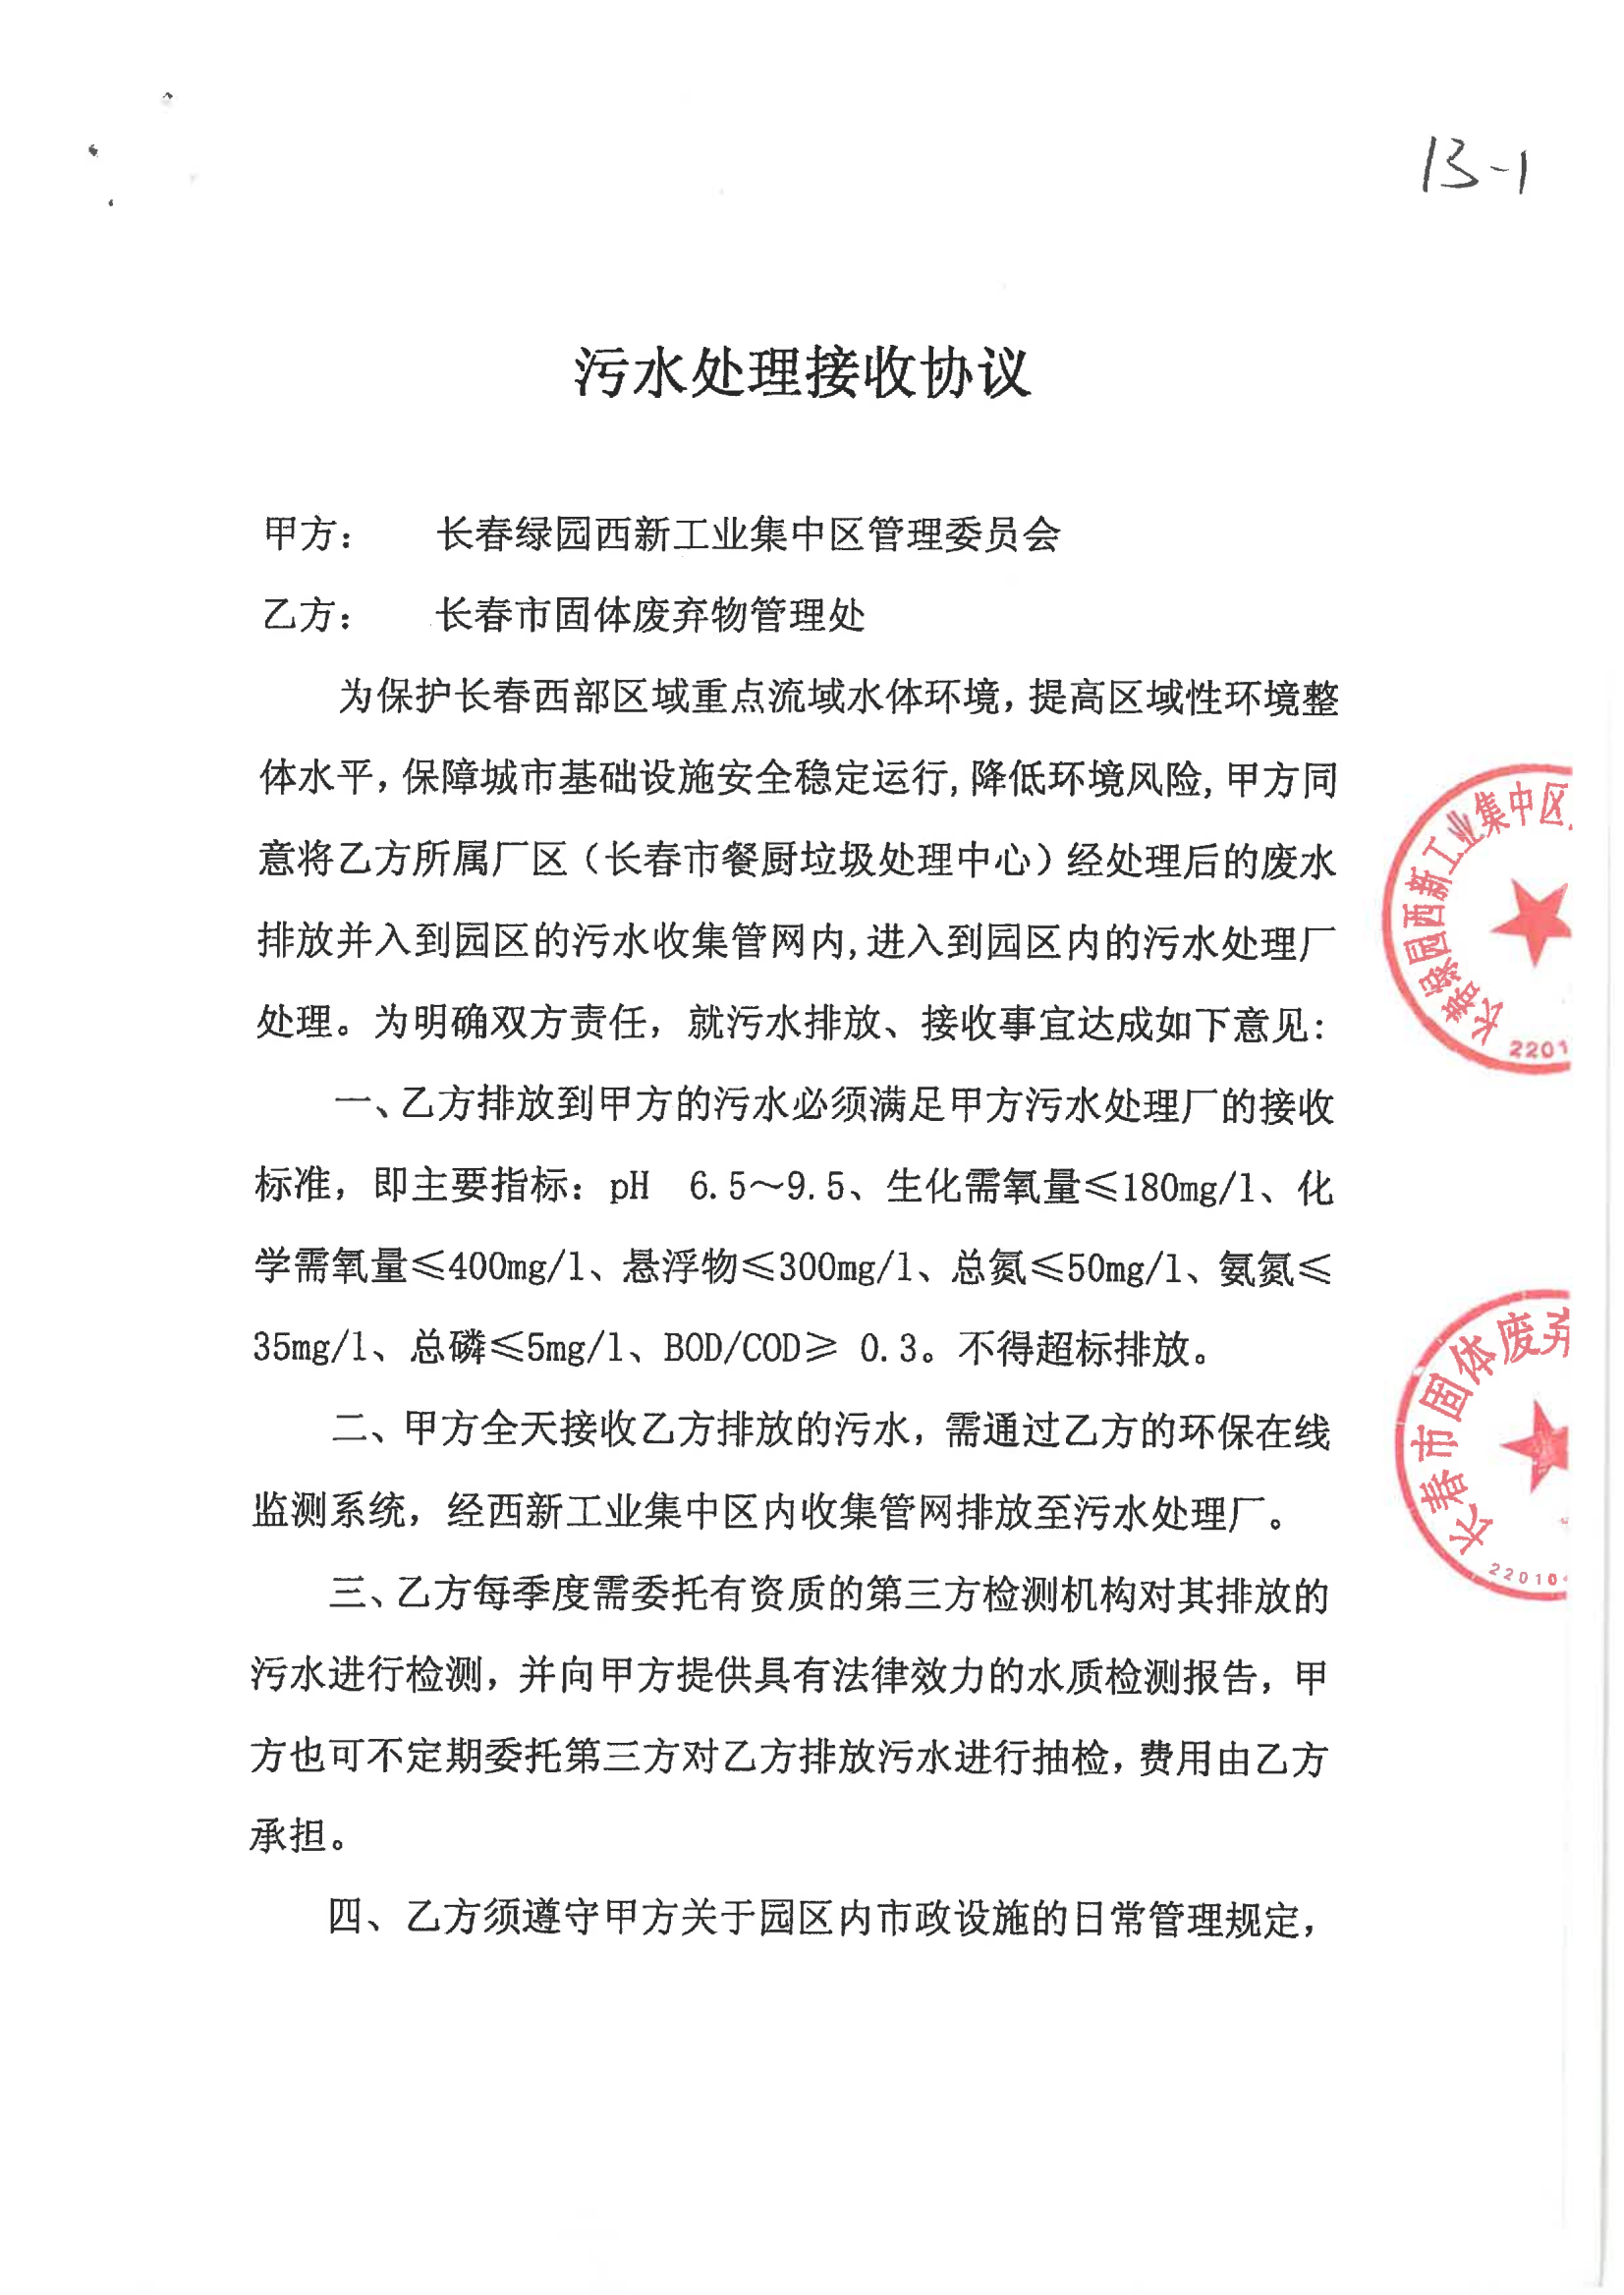 13-1
污水处理接收协议
甲方： 长春绿园西新工业集中区管理委员会
乙方： 长春市固体废弃物管理处
为保护长春西部区域重点流域水体环境，提高区域性环境整
体水平，保障城市基础设施安全稳定运行，降低环境风险，甲方同
意将乙方所属厂区（长春市餐厨垃圾处理中心）经处理后的废水
排放并入到园区的污水收集管网内，进入到园区内的污水处理厂
处理。为明确双方责任，就污水排放、接收事宜达成如下意见：
一、乙方排放到甲方的污水必须满足甲方污水处理厂的接收
标准，即主要指标：pH 6.5～9.5、生化需氧量≤180mg/l、化
学需氧量≤400mg/l、悬浮物≤300mg/l、总氮≤50mg/l、氨氮≤
35mg/l、总磷≤5mg/l、BOD/COD≥ 0.3。不得超标排放。
二、甲方全天接收乙方排放的污水，需通过乙方的环保在线
监测系统，经西新工业集中区内收集管网排放至污水处理厂。
三、乙方每季度需委托有资质的第三方检测机构对其排放的
污水进行检测，并向甲方提供具有法律效力的水质检测报告，甲
方也可不定期委托第三方对乙方排放污水进行抽检，费用由乙方
承担。
四、乙方须遵守甲方关于园区内市政设施的日常管理规定，
长春绿园西新工业集中区
2201
长春市固体废弃
22010